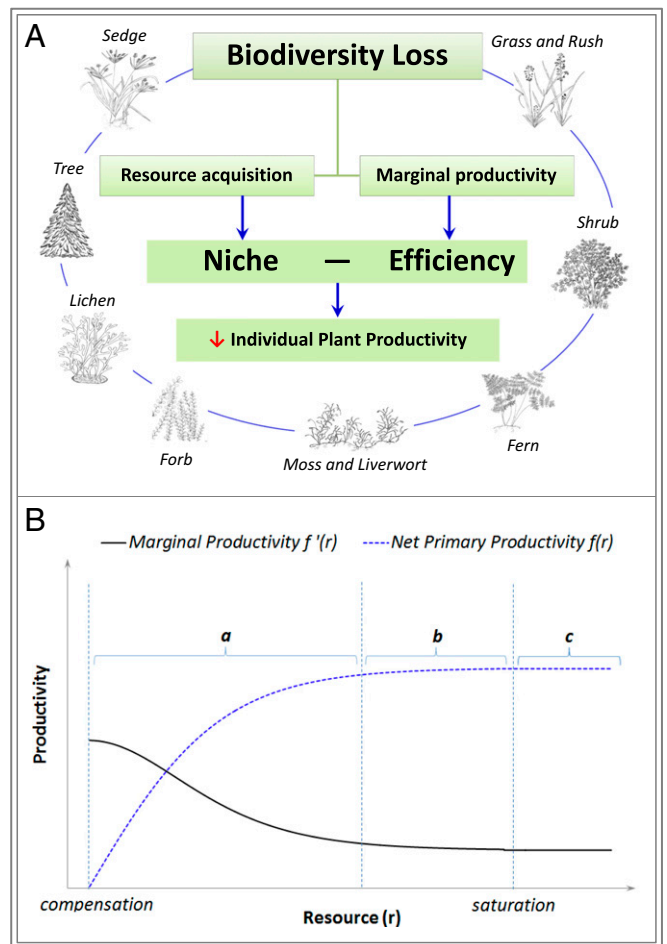 A
Sedge
Biodiversity Loss
Grass and Rush
Tree
Resource acquisition
Marginal productivity
Shrub
Niche — Efficiency
Lichen
↓ Individual Plant Productivity
Forb
Moss and Liverwort
Fern
B
Marginal Productivity f '(r)
Net Primary Productivity f(r)
a
b
c
Productivity
compensation
saturation
Resource (r)